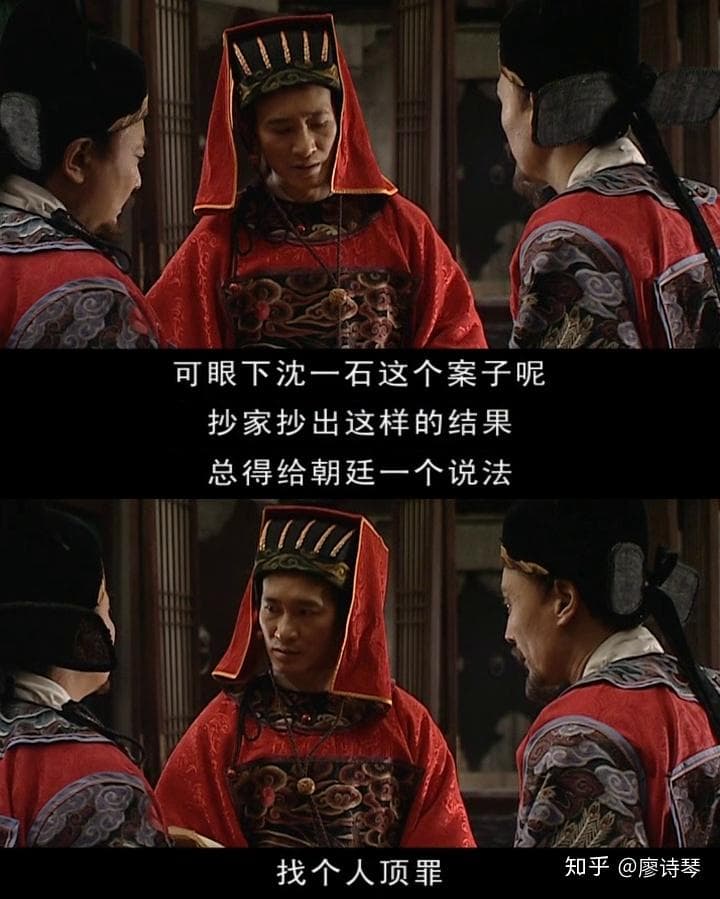 可眼下沈一石这个案子呢
抄家抄出这样的结果
总得给朝廷一个说法
找个人顶罪
知乎 @廖诗琴